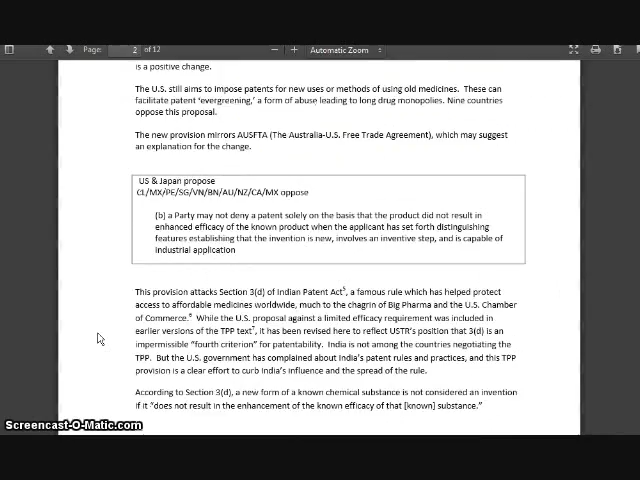 Page: 2 of 12
Automatic Zoom
is a positive change.
The U.S. still aims to impose patents for new uses or methods of using old medicines. These can
facilitate patent ‘evergreening,’ a form of abuse leading to long drug monopolies. Nine countries
oppose this proposal.
The new provision mirrors AUSFTA (The Australia-U.S. Free Trade Agreement), which may suggest
an explanation for the change.
US & Japan propose
C1/MX/PE/SG/VN/BN/AU/NZ/CA/MX oppose
(b) a Party may not deny a patent solely on the basis that the product did not result in
enhanced efficacy of the known product when the applicant has set forth distinguishing
features establishing that the invention is new, involves an inventive step, and is capable of
industrial application
This provision attacks Section 3(d) of Indian Patent Act5, a famous rule which has helped protect
access to affordable medicines worldwide, much to the chagrin of Big Pharma and the U.S. Chamber
of Commerce.6 While the U.S. proposal against a limited efficacy requirement was included in
earlier versions of the TPP text7, it has been revised here to reflect USTR’s position that 3(d) is an
impermissible “fourth criterion” for patentability. India is not among the countries negotiating the
TPP. But the U.S. government has complained about India’s patent rules and practices, and this TPP
provision is a clear effort to curb India’s influence and the spread of the rule.
According to Section 3(d), a new form of a known chemical substance is not considered an invention
if it “does not result in the enhancement of the known efficacy of that [known] substance.”
Screencast-O-Matic.com